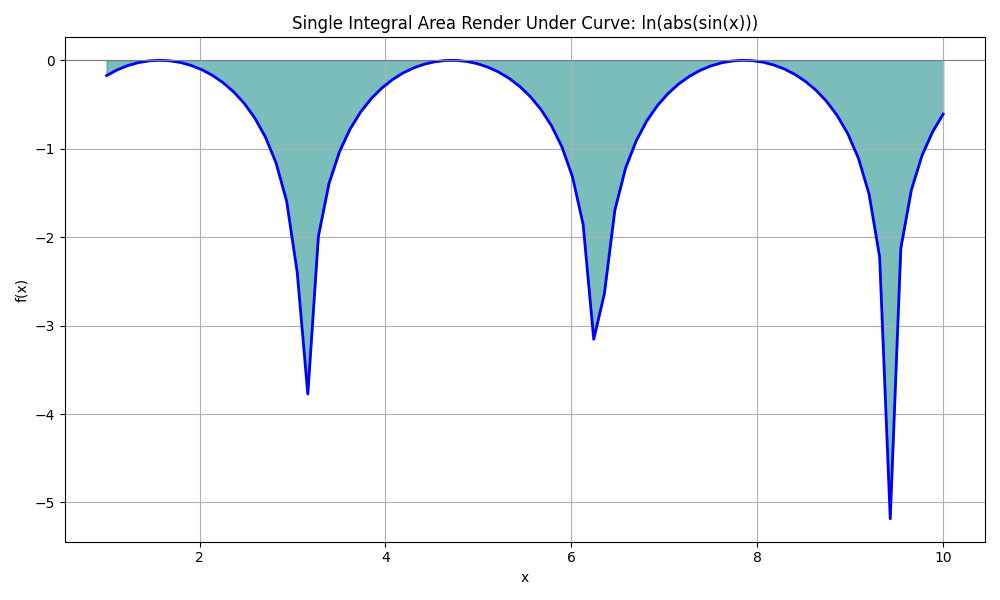 Single Integral Area Render Under Curve: ln(abs(sin(x)))
0
−1
−2
−3
−4
−5
f(x)
2 4 6 8 10
x